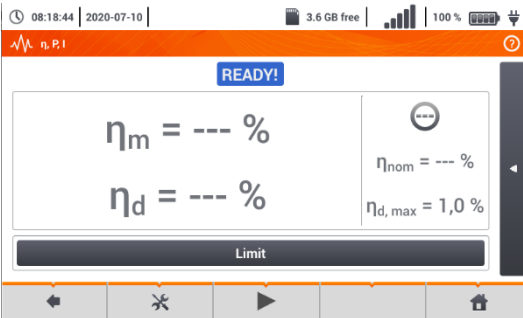 08:18:44 2020-07-10 3.6 GB free 100 %
η, P, I
READY!
ηm = --- %
ηd = --- %
ηnom = --- %
ηd, max = 1,0 %
Limit